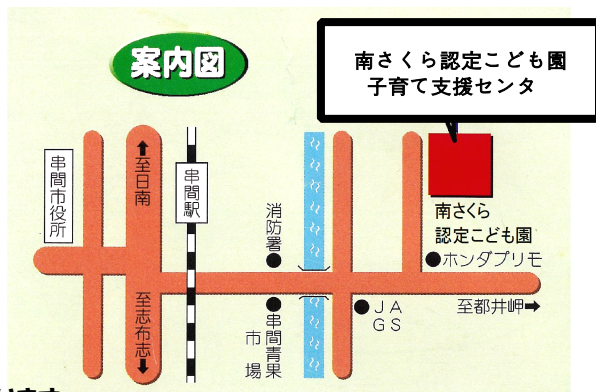 案内図
南さくら認定こども園
子育て支援センタ
串間市役所
至日南
串間駅
消防署
南さくら
認定こども園
ホンダプリモ
至志布志
串間青果
市場
JA
GS
至都井岬